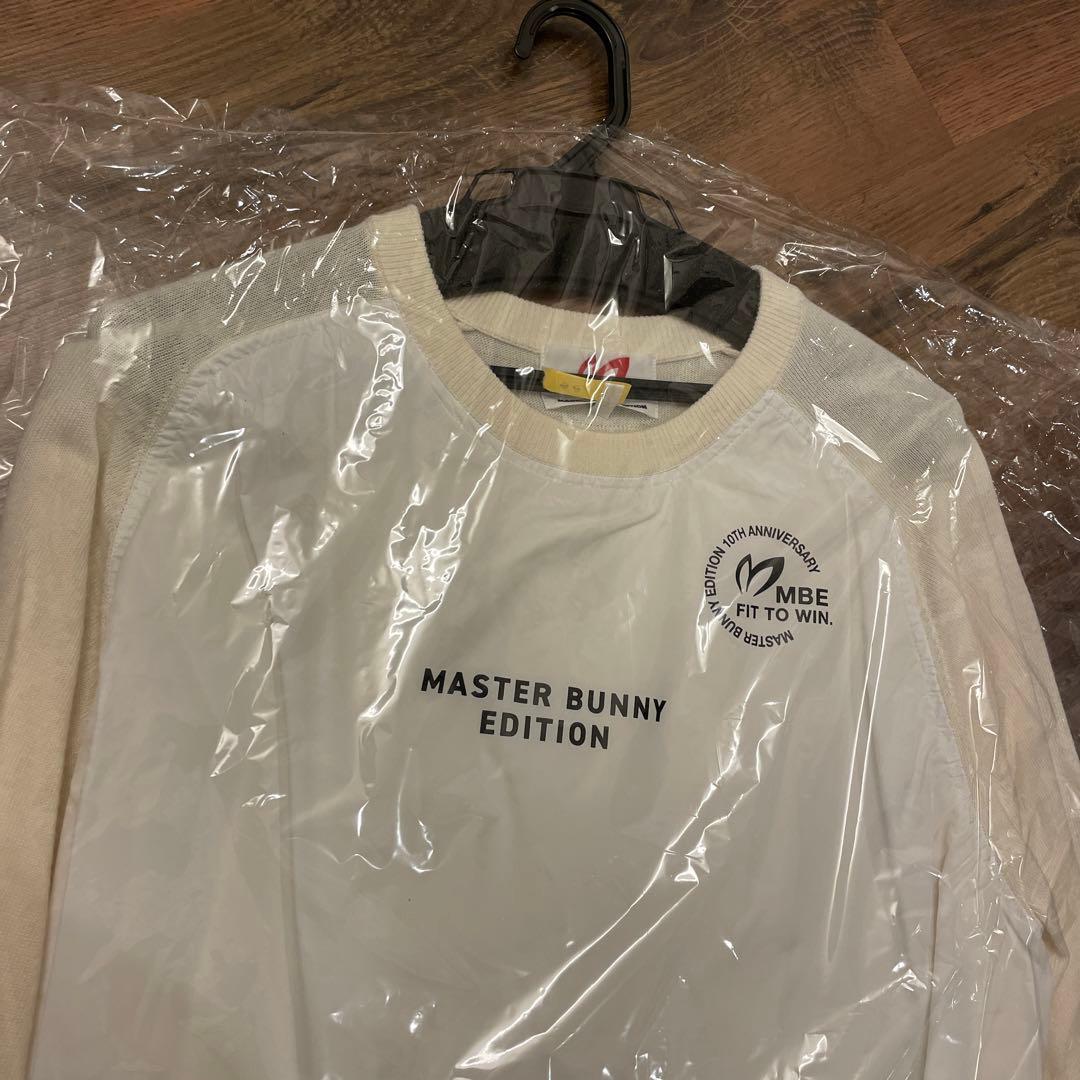 MASTER BUNNY EDITION 10TH ANNIVERSARY
MBE
FIT TO WIN.
MASTER BUNNY
EDITION